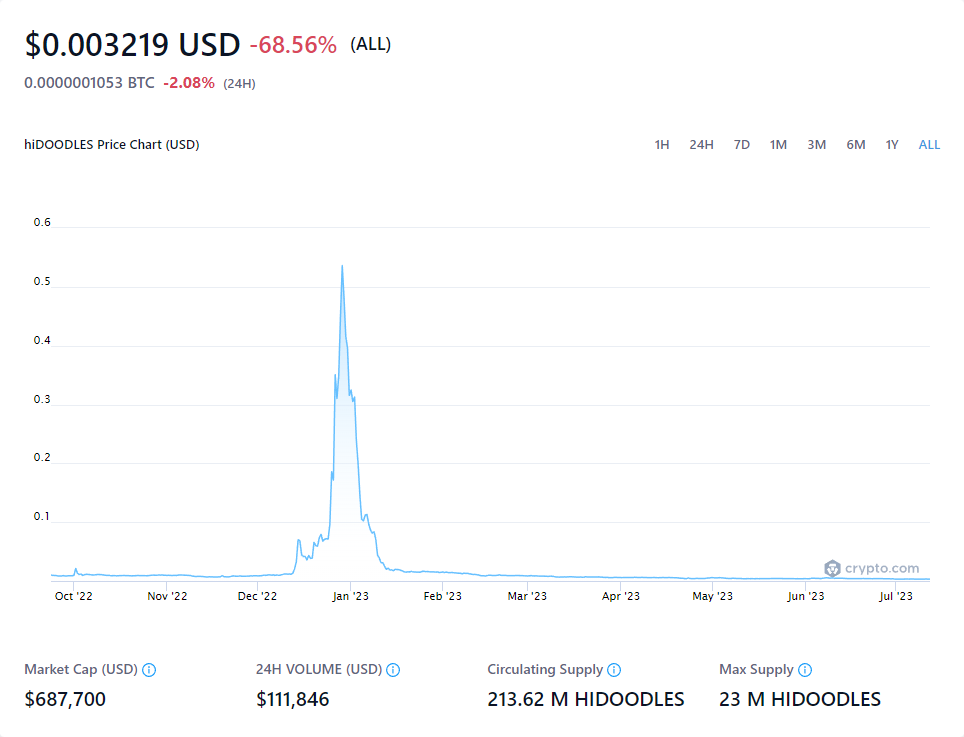 $0.003219 USD -68.56% (ALL)
0.0000001053 BTC -2.08% (24H)
hiDOODLES Price Chart (USD) 1H 24H 7D 1M 3M 6M 1Y ALL
0.6
0.5
0.4
0.3
0.2
0.1
crypto.com
Oct '22 Nov '22 Dec '22 Jan '23 Feb '23 Mar '23 Apr '23 May '23 Jun '23 Jul '23
Market Cap (USD) 24H VOLUME (USD) Circulating Supply Max Supply
$687,700 $111,846 213.62 M HIDOODLES 23 M HIDOODLES